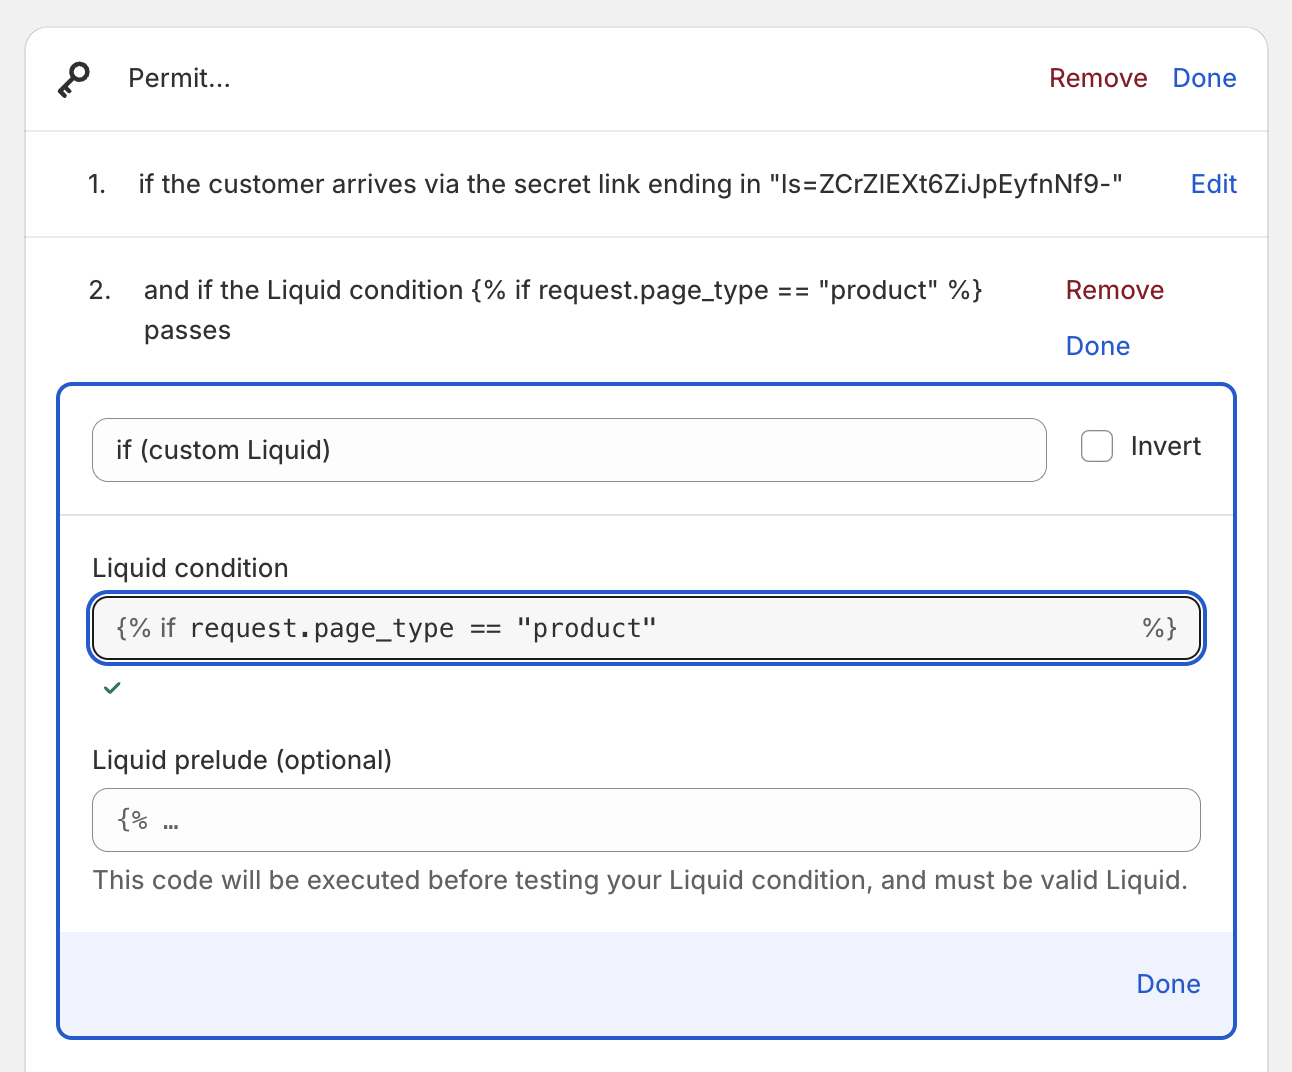 Permit...
Remove
Done
1. if the customer arrives via the secret link ending in "ls=ZCrZlEXt6ZiJpEyfnNf9-"
Edit
2. and if the Liquid condition {% if request.page_type == "product" %}
passes
Remove
Done
if (custom Liquid)
Invert
Liquid condition
{% if request.page_type == "product" %}
Liquid prelude (optional)
{% …
This code will be executed before testing your Liquid condition, and must be valid Liquid.
Done